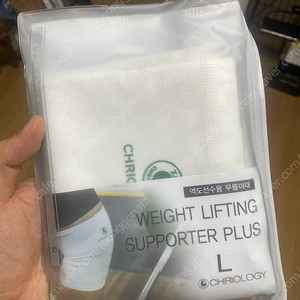 CHRIO
역도선수용 무릎아대
WEIGHT LIFTING
SUPPORTER PLUS
L
CHRIOLOGY